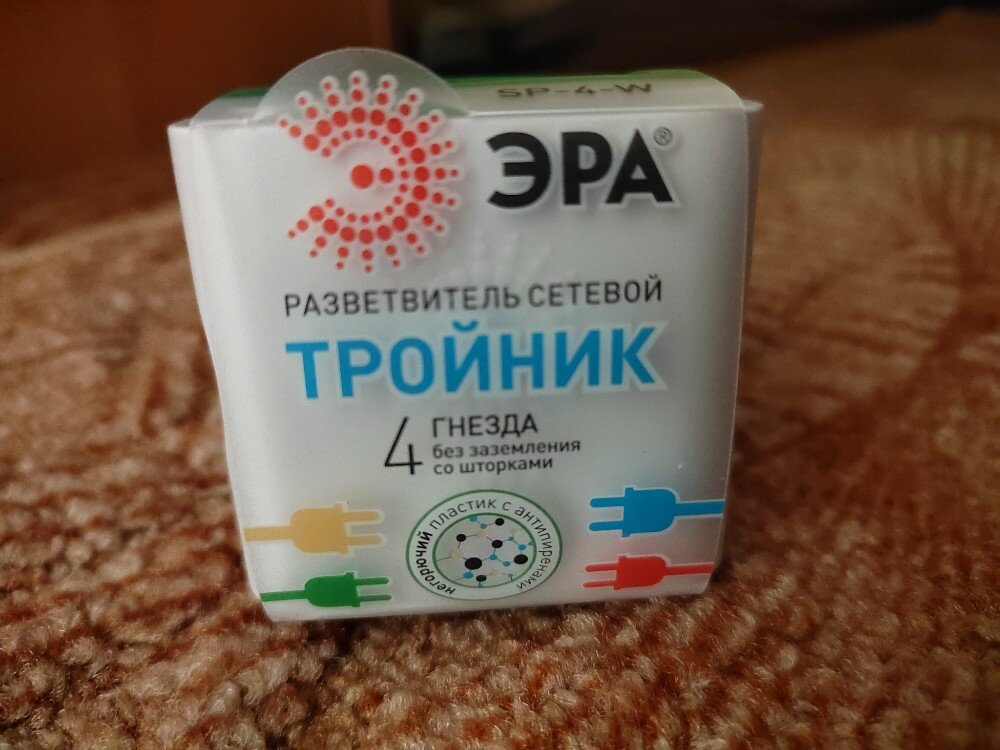 SP-4-W
ЭРА®
РАЗВЕТВИТЕЛЬ СЕТЕВОЙ
ТРОЙНИК
4 ГНЕЗДА
без заземления
со шторками
негорючий пластик с антипиренами